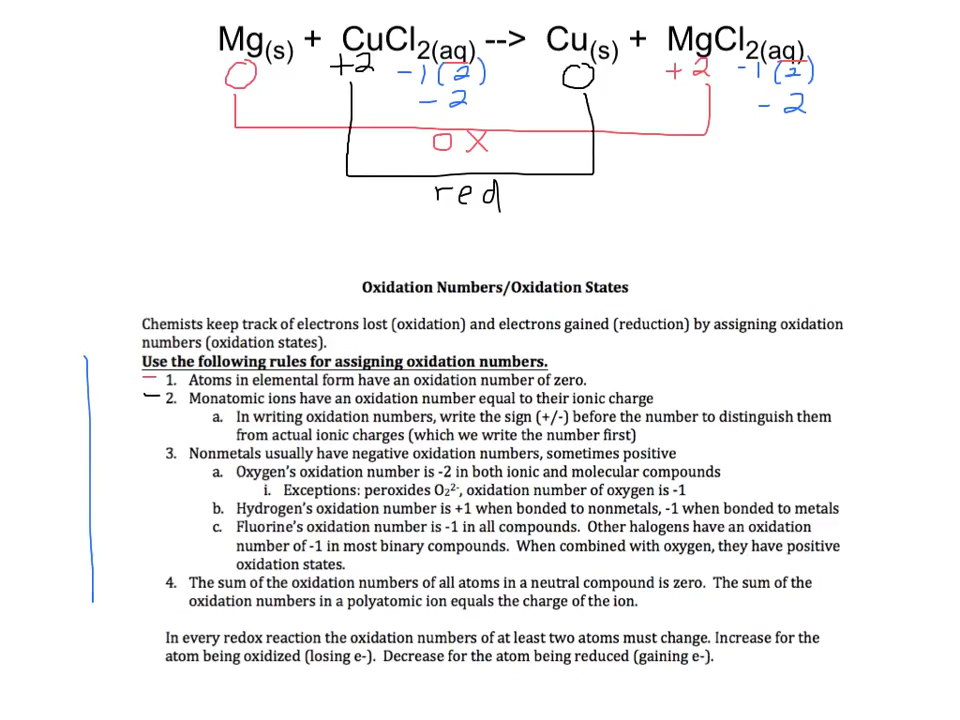 Mg(s) + CuCl2(aq) --> Cu(s) + MgCl2(aq)
0 +2 -1(2) 0 +2 -1(2)
-2 -2
OX
red
Oxidation Numbers/Oxidation States
Chemists keep track of electrons lost (oxidation) and electrons gained (reduction) by assigning oxidation
numbers (oxidation states).
Use the following rules for assigning oxidation numbers.
1. Atoms in elemental form have an oxidation number of zero.
2. Monatomic ions have an oxidation number equal to their ionic charge
a. In writing oxidation numbers, write the sign (+/-) before the number to distinguish them
from actual ionic charges (which we write the number first)
3. Nonmetals usually have negative oxidation numbers, sometimes positive
a. Oxygen's oxidation number is -2 in both ionic and molecular compounds
i. Exceptions: peroxides O₂²⁻, oxidation number of oxygen is -1
b. Hydrogen's oxidation number is +1 when bonded to nonmetals, -1 when bonded to metals
c. Fluorine's oxidation number is -1 in all compounds. Other halogens have an oxidation
number of -1 in most binary compounds. When combined with oxygen, they have positive
oxidation states.
4. The sum of the oxidation numbers of all atoms in a neutral compound is zero. The sum of the
oxidation numbers in a polyatomic ion equals the charge of the ion.
In every redox reaction the oxidation numbers of at least two atoms must change. Increase for the
atom being oxidized (losing e-). Decrease for the atom being reduced (gaining e-).